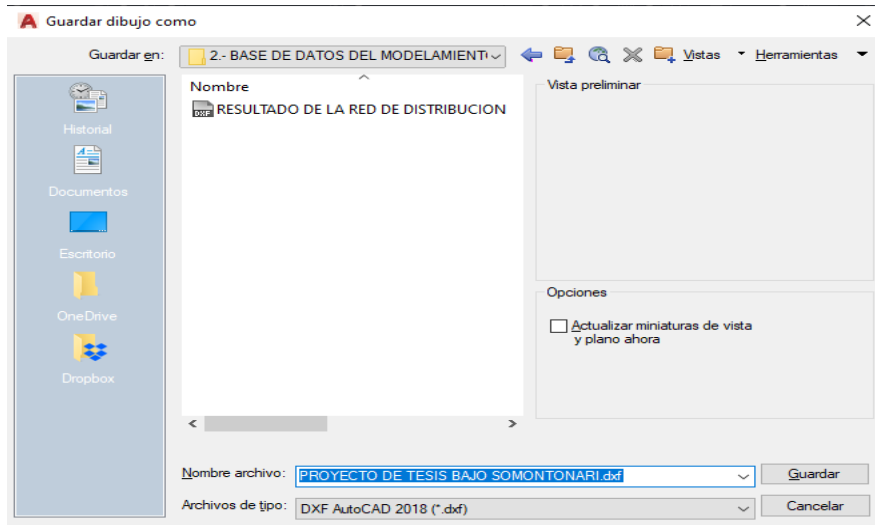 Guardar dibujo como
Guardar en: 2.- BASE DE DATOS DEL MODELAMIENT Vistas Herramientas
Historial
Documentos
Escritorio
OneDrive
Dropbox
Nombre
DXF RESULTADO DE LA RED DE DISTRIBUCION
Vista preliminar
Opciones
Actualizar miniaturas de vista
y plano ahora
Nombre archivo: PROYECTO DE TESIS BAJO SOMONTONARI.dxf Guardar
Archivos de tipo: DXF AutoCAD 2018 (*.dxf) Cancelar